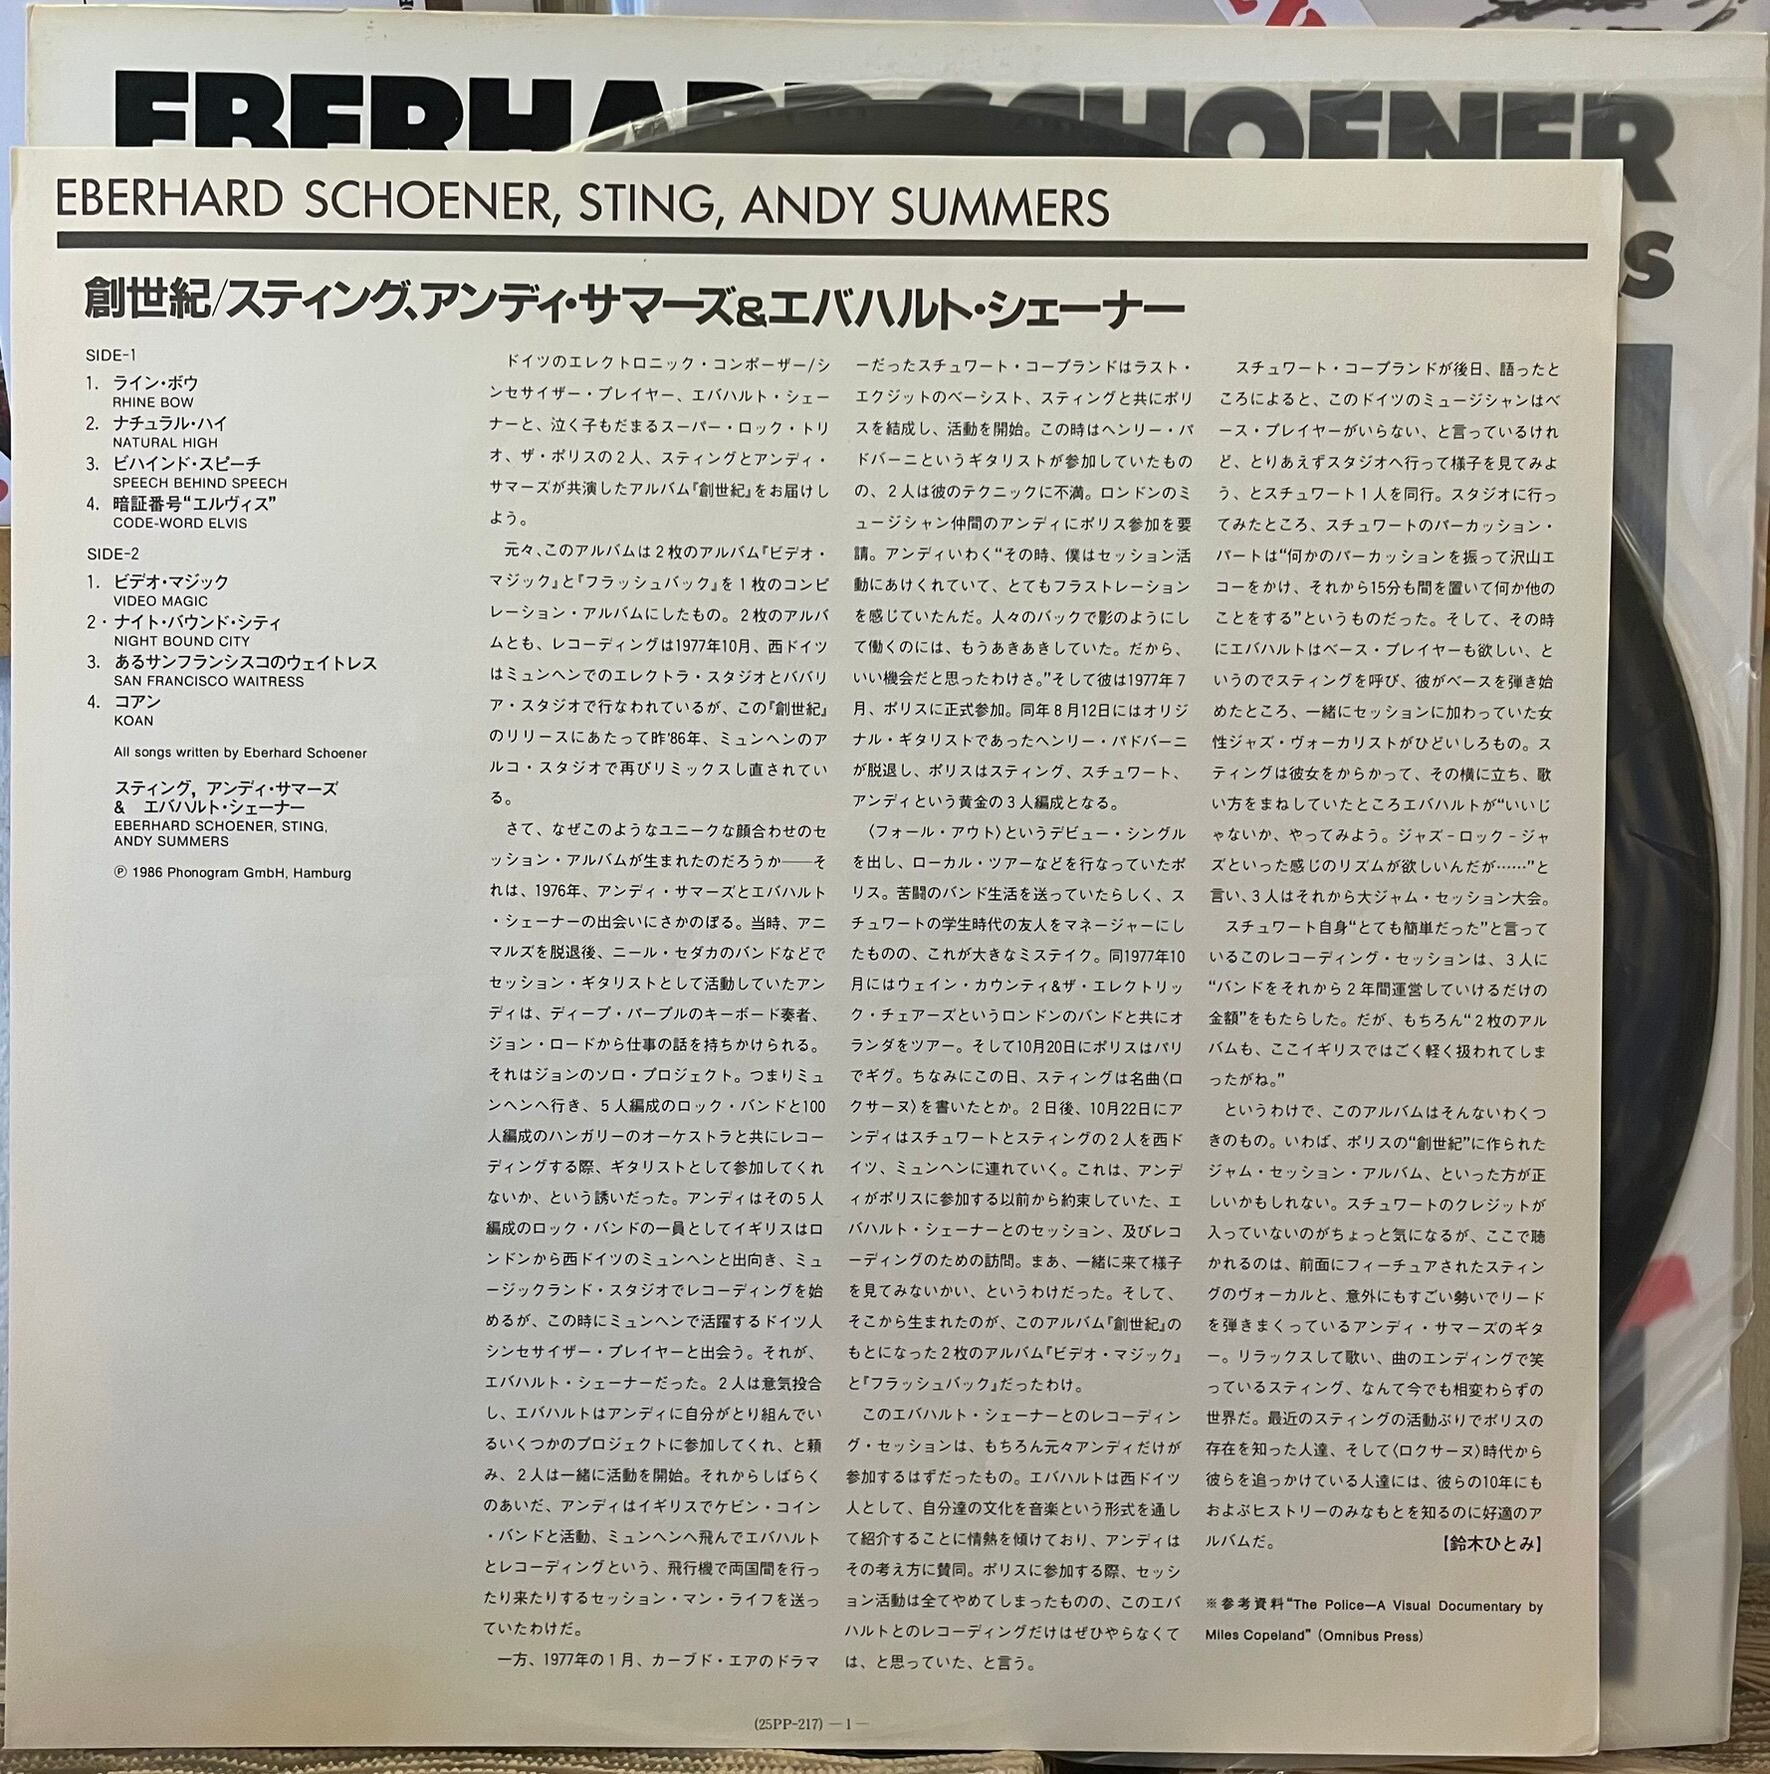 EBERHARD SCHOENER
EBERHARD SCHOENER, STING, ANDY SUMMERS
創世紀/スティング、アンディ・サマーズ&エバハルト・シェーナー
SIDE-1
1. ライン・ボウ
RHINE BOW
2. ナチュラル・ハイ
NATURAL HIGH
3. ビハインド・スピーチ
SPEECH BEHIND SPEECH
4. 暗証番号“エルヴィス”
CODE-WORD ELVIS
SIDE-2
1. ビデオ・マジック
VIDEO MAGIC
2・ナイト・バウンド・シティ
NIGHT BOUND CITY
3. あるサンフランシスコのウェイトレス
SAN FRANCISCO WAITRESS
4. コアン
KOAN
All songs written by Eberhard Schoener
スティング, アンディ・サマーズ
& エバハルト・シェーナー
EBERHARD SCHOENER, STING,
ANDY SUMMERS
Ⓟ 1986 Phonogram GmbH, Hamburg
ドイツのエレクトロニック・コンポーザー/シ
ンセサイザー・プレイヤー、エバハルト・シェー
ナーと、泣く子もだまるスーパー・ロック・トリ
オ、ザ・ポリスの2人、スティングとアンディ・
サマーズが共演したアルバム『創世紀』をお届けし
よう。
元々、このアルバムは2枚のアルバム『ビデオ・
マジック』と『フラッシュバック』を1枚のコンピ
レーション・アルバムにしたもの。2枚のアルバ
ムとも、レコーディングは1977年10月、西ドイツ
はミュンヘンでのエレクトラ・スタジオとババリ
ア・スタジオで行なわれているが、この『創世紀』
のリリースにあたって昨'86年、ミュンヘンのア
ルコ・スタジオで再びリミックスし直されてい
る。
さて、なぜこのようなユニークな顔合わせのセ
ッション・アルバムが生まれたのだろうか──そ
れは、1976年、アンディ・サマーズとエバハルト
・シェーナーの出会いにさかのぼる。当時、アニ
マルズを脱退後、ニール・セダカのバンドなどで
セッション・ギタリストとして活動していたアン
ディは、ディープ・パープルのキーボード奏者、
ジョン・ロードから仕事の話を持ちかけられる。
それはジョンのソロ・プロジェクト。つまりミュ
ンヘンへ行き、5人編成のロック・バンドと100
人編成のハンガリーのオーケストラと共にレコー
ディングする際、ギタリストとして参加してくれ
ないか、という誘いだった。アンディはその5人
編成のロック・バンドの一員としてイギリスはロ
ンドンから西ドイツのミュンヘンと出向き、ミュ
ージックランド・スタジオでレコーディングを始
めるが、この時にミュンヘンで活躍するドイツ人
シンセサイザー・プレイヤーと出会う。それが、
エバハルト・シェーナーだった。2人は意気投合
し、エバハルトはアンディに自分がとり組んでい
るいくつかのプロジェクトに参加してくれ、と頼
み、2人は一緒に活動を開始。それからしばらく
のあいだ、アンディはイギリスでケビン・コイン
・バンドと活動、ミュンヘンへ飛んでエバハルト
とレコーディングという、飛行機で両国間を行っ
たり来たりするセッション・マン・ライフを送っ
ていたわけだ。
一方、1977年の1月、カーブド・エアのドラマ
ーだったスチュワート・コープランドはラスト・
エクジットのベーシスト、スティングと共にポリ
スを結成し、活動を開始。この時はヘンリー・パ
ドバーニというギタリストが参加していたもの
の、2人は彼のテクニックに不満。ロンドンのミ
ュージシャン仲間のアンディにポリス参加を要
請。アンディいわく“その時、僕はセッション活
動にあけくれていて、とてもフラストレーション
を感じていたんだ。人々のバックで影のようにし
て働くのには、もうあきあきしていた。だから、
いい機会だと思ったわけさ。”そして彼は1977年7
月、ポリスに正式参加。同年8月12日にはオリジ
ナル・ギタリストであったヘンリー・パドバーニ
が脱退し、ポリスはスティング、スチュワート、
アンディという黄金の3人編成となる。
〈フォール・アウト〉というデビュー・シングル
を出し、ローカル・ツアーなどを行なっていたポ
リス。苦闘のバンド生活を送っていたらしく、ス
チュワートの学生時代の友人をマネージャーにし
たものの、これが大きなミステイク。同1977年10
月にはウェイン・カウンティ&ザ・エレクトリッ
ク・チェアーズというロンドンのバンドと共にオ
ランダをツアー。そして10月20日にポリスはパリ
でギグ。ちなみにこの日、スティングは名曲〈ロ
クサーヌ〉を書いたとか。2日後、10月22日にア
ンディはスチュワートとスティングの2人を西ド
イツ、ミュンヘンに連れていく。これは、アンデ
ィがポリスに参加する以前から約束していた、エ
バハルト・シェーナーとのセッション、及びレコ
ーディングのための訪問。まあ、一緒に来て様子
を見てみないかい、というわけだった。そして、
そこから生まれたのが、このアルバム『創世紀』の
もとになった2枚のアルバム『ビデオ・マジック』
と『フラッシュバック』だったわけ。
このエバハルト・シェーナーとのレコーディン
グ・セッションは、もちろん元々アンディだけが
参加するはずだったもの。エバハルトは西ドイツ
人として、自分達の文化を音楽という形式を通し
て紹介することに情熱を傾けており、アンディは
その考え方に賛同。ポリスに参加する際、セッシ
ョン活動は全てやめてしまったものの、このエバ
ハルトとのレコーディングだけはぜひやらなくて
は、と思っていた、と言う。
スチュワート・コープランドが後日、語ったと
ころによると、このドイツのミュージシャンはベ
ース・プレイヤーがいらない、と言っているけれ
ど、とりあえずスタジオへ行って様子を見てみよ
う、とスチュワート1人を同行。スタジオに行っ
てみたところ、スチュワートのパーカッション・
パートは“何かのパーカッションを振って沢山エ
コーをかけ、それから15分も間を置いて何か他の
ことをする”というものだった。そして、その時
にエバハルトはベース・プレイヤーも欲しい、と
いうのでスティングを呼び、彼がベースを弾き始
めたところ、一緒にセッションに加わっていた女
性ジャズ・ヴォーカリストがひどいしろもの。ス
ティングは彼女をからかって、その横に立ち、歌
い方をまねしていたところエバハルトが“いいじ
ゃないか、やってみよう。ジャズ-ロック-ジャ
ズといった感じのリズムが欲しいんだが……”と
言い、3人はそれから大ジャム・セッション大会。
スチュワート自身“とても簡単だった”と言って
いるこのレコーディング・セッションは、3人に
“バンドをそれから2年間運営していけるだけの
金額”をもたらした。だが、もちろん“2枚のアル
バムも、ここイギリスではごく軽く扱われてしま
ったがね。”
というわけで、このアルバムはそんないわくつ
きのもの。いわば、ポリスの“創世紀”に作られた
ジャム・セッション・アルバム、といった方が正
しいかもしれない。スチュワートのクレジットが
入っていないのがちょっと気になるが、ここで聴
かれるのは、前面にフィーチュアされたスティン
グのヴォーカルと、意外にもすごい勢いでリード
を弾きまくっているアンディ・サマーズのギタ
ー。リラックスして歌い、曲のエンディングで笑
っているスティング、なんて今でも相変わらずの
世界だ。最近のスティングの活動ぶりでポリスの
存在を知った人達、そして〈ロクサーヌ〉時代から
彼らを追っかけている人達には、彼らの10年にも
およぶヒストリーのみなもとを知るのに好適のア
ルバムだ。
【鈴木ひとみ】
※参考資料“The Police—A Visual Documentary by
Miles Copeland” (Omnibus Press)
(25PP-217) —1—